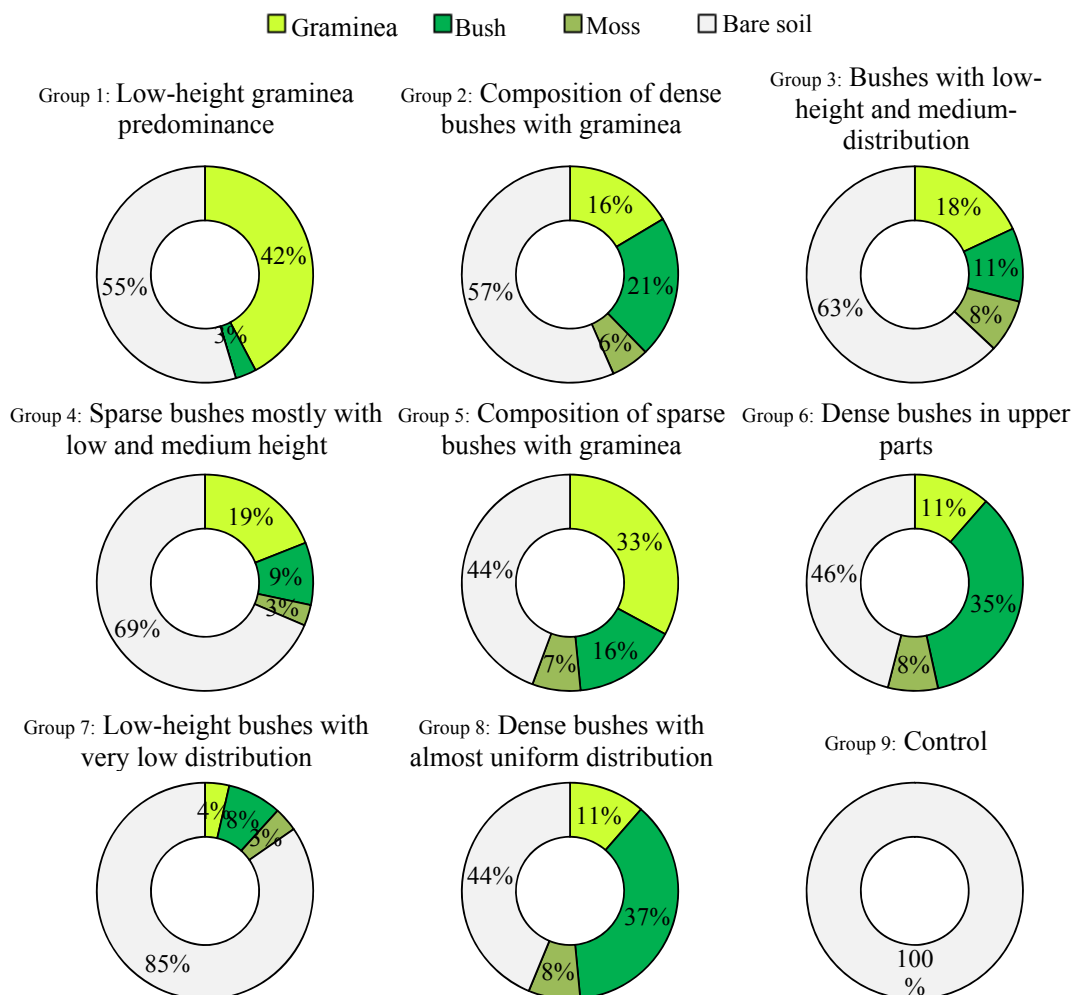 Graminea Bush Moss Bare soil
Group 1: Low-height graminea
predominance
42%
3%
55%
Group 2: Composition of dense
bushes with graminea
16%
21%
6%
57%
Group 3: Bushes with low-
height and medium-
distribution
18%
11%
8%
63%
Group 4: Sparse bushes mostly with
low and medium height
19%
9%
3%
69%
Group 5: Composition of sparse
bushes with graminea
33%
16%
7%
44%
Group 6: Dense bushes in upper
parts
11%
35%
8%
46%
Group 7: Low-height bushes with
very low distribution
4%
8%
3%
85%
Group 8: Dense bushes with
almost uniform distribution
11%
37%
8%
44%
Group 9: Control
100
%